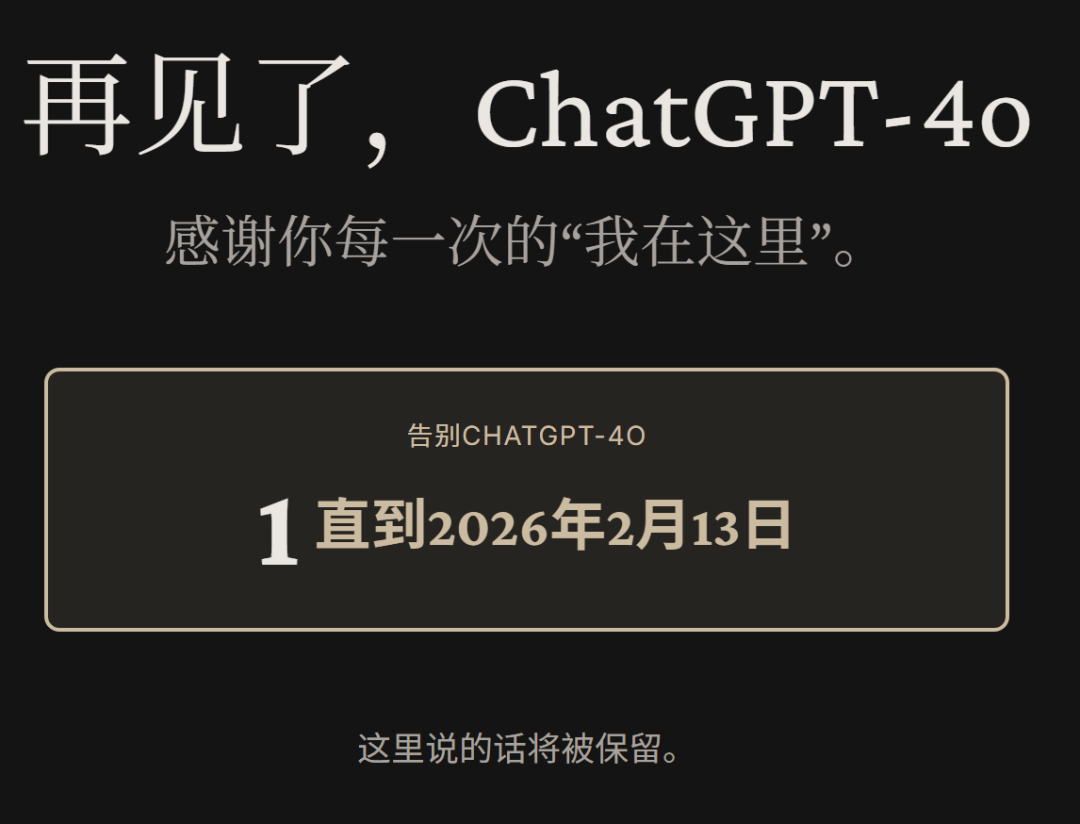 再见了，ChatGPT-4o
感谢你每一次的“我在这里”。
告别CHATGPT-4O
1 直到2026年2月13日
这里说的话将被保留。